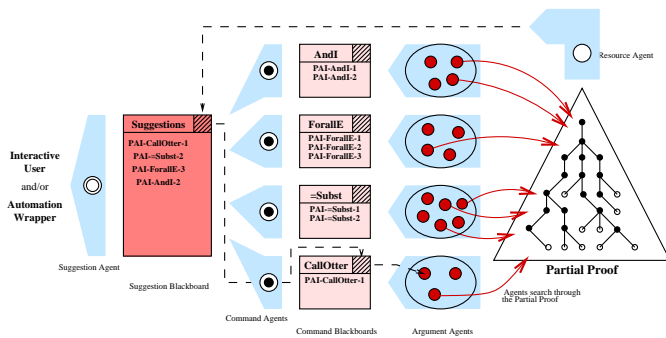 AndI
PAI-AndI-1
PAI-AndI-2
Resource Agent
Suggestions
PAI-CallOtter-1
PAI-=Subst-2
PAI-ForallE-3
PAI-AndI-2
ForallE
PAI-ForallE-1
PAI-ForallE-2
PAI-ForallE-3
Interactive
User
and/or
Automation
Wrapper
=Subst
PAI-=Subst-1
PAI-=Subst-2
Suggestion Agent
Suggestion Blackboard
CallOtter
PAI-CallOtter-1
Partial Proof
Agents search through
the Partial Proof
Command Agents
Command Blackboards
Argument Agents